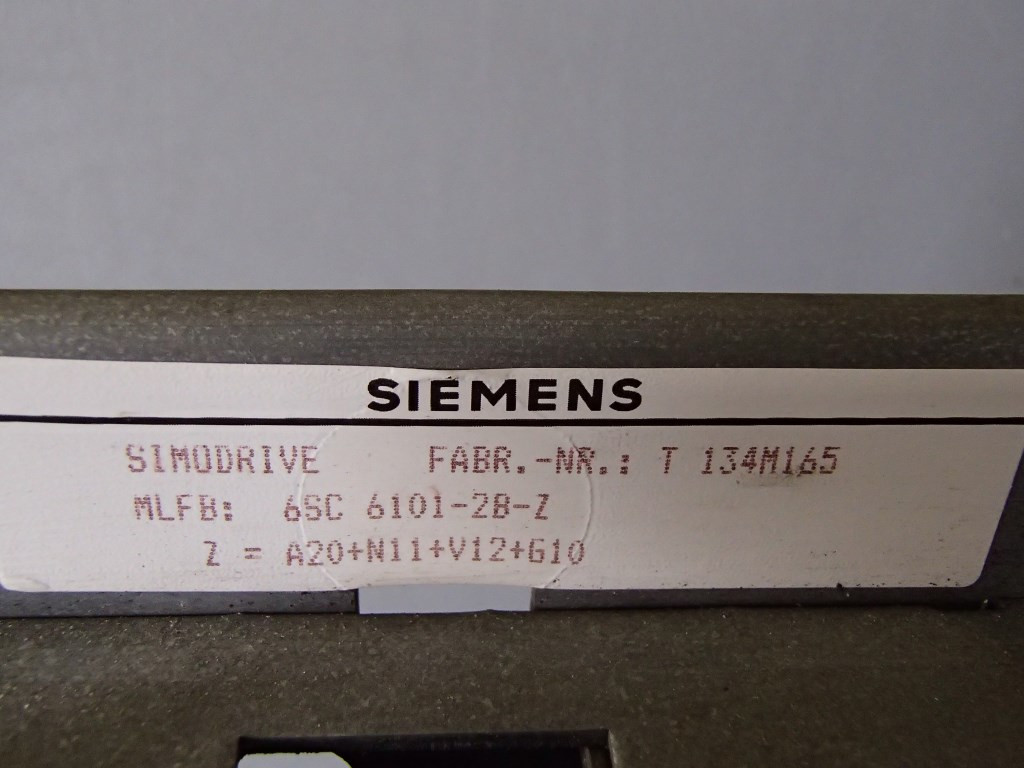 SIEMENS
SIMODRIVE FABR.-NR.: T 134M165
MLFB: 6SC 6101-2B-Z
Z = A20+N11+V12+G10